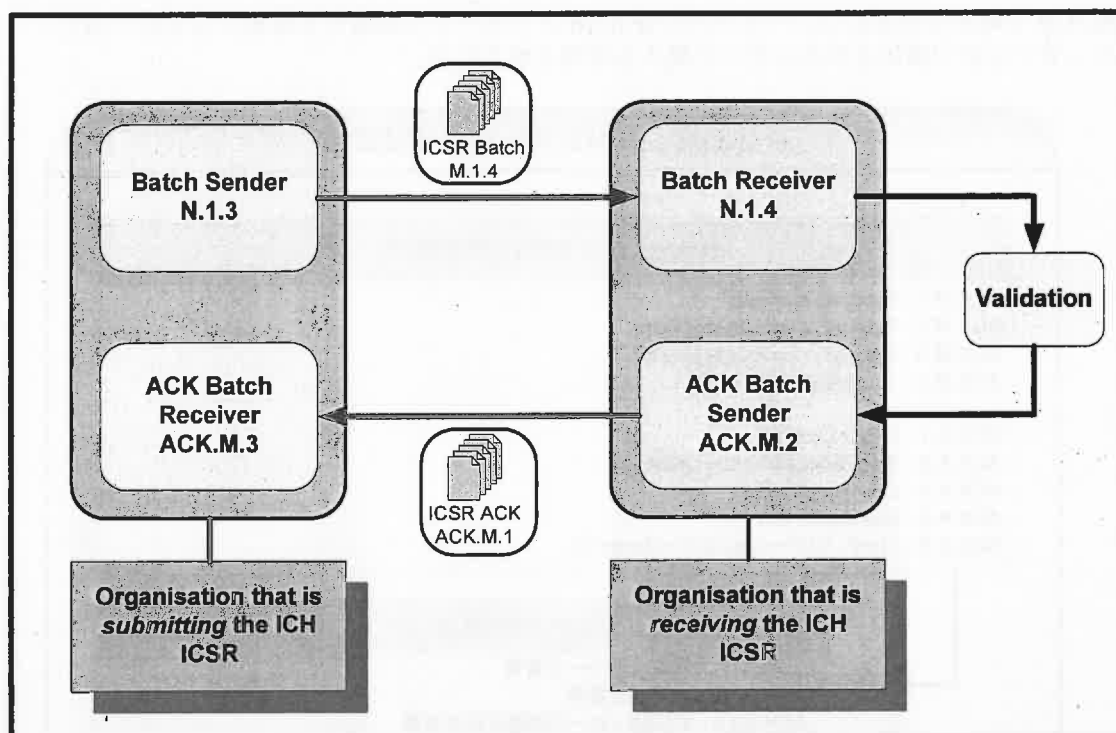 ICSR Batch
M.1.4
Batch Sender
N.1.3
Batch Receiver
N.1.4
Validation
ACK Batch
Receiver
ACK.M.3
ACK Batch
Sender
ACK.M.2
ICSR ACK
ACK.M.1
Organisation that is
submitting the ICH
ICSR
Organisation that is
receiving the ICH
ICSR